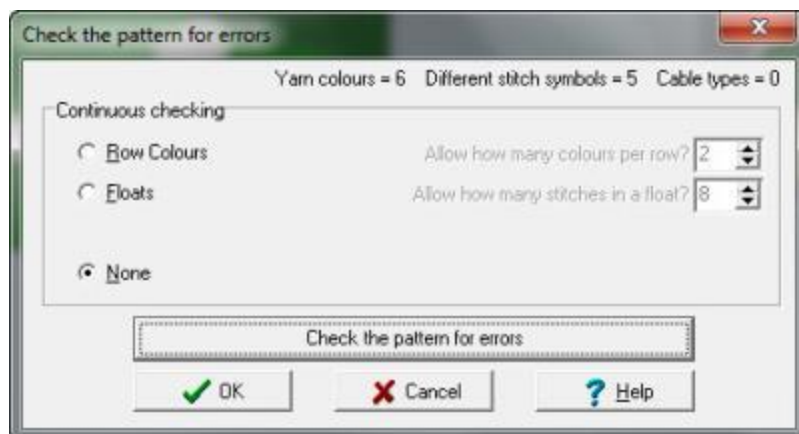 Check the pattern for errors
Yarn colours = 6 Different stitch symbols = 5 Cable types = 0
Continuous checking
Row Colours Allow how many colours per row? 2
Floats Allow how many stitches in a float? 8
None
Check the pattern for errors
OK Cancel Help